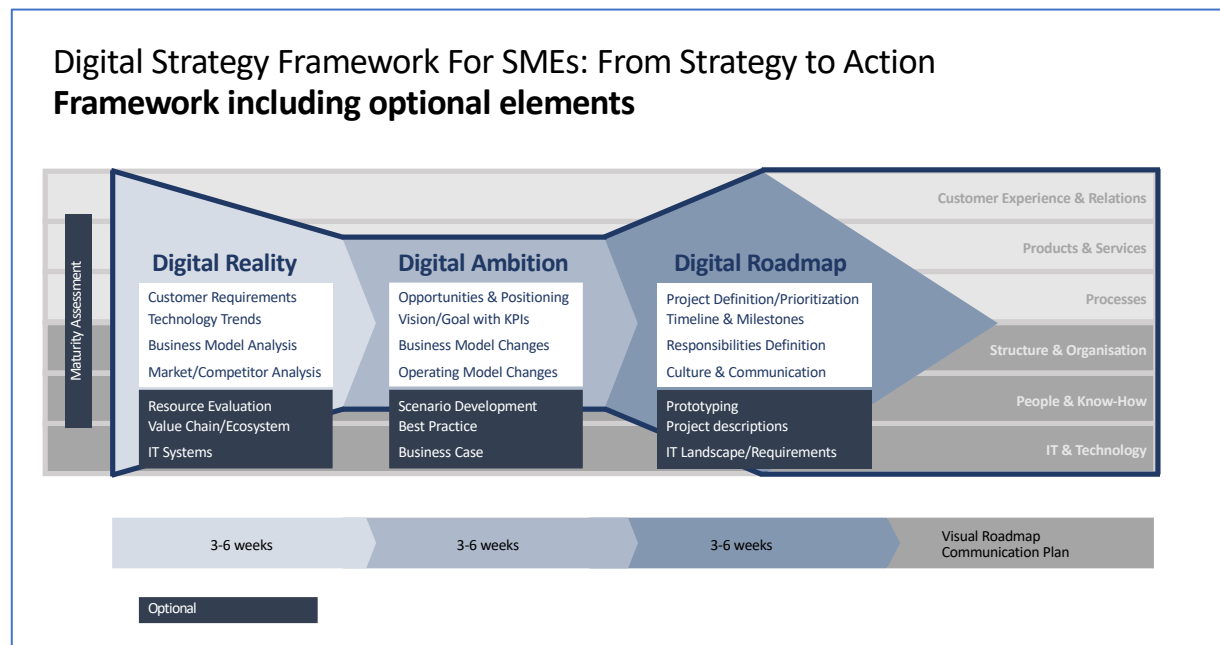 Digital Strategy Framework For SMEs: From Strategy to Action
Framework including optional elements
Maturity Assessment
Digital Reality
Customer Requirements
Technology Trends
Business Model Analysis
Market/Competitor Analysis
Resource Evaluation
Value Chain/Ecosystem
IT Systems
Digital Ambition
Opportunities & Positioning
Vision/Goal with KPIs
Business Model Changes
Operating Model Changes
Scenario Development
Best Practice
Business Case
Digital Roadmap
Project Definition/Prioritization
Timeline & Milestones
Responsibilities Definition
Culture & Communication
Prototyping
Project descriptions
IT Landscape/Requirements
Customer Experience & Relations
Products & Services
Processes
Structure & Organisation
People & Know-How
IT & Technology
3-6 weeks
3-6 weeks
3-6 weeks
Visual Roadmap
Communication Plan
Optional